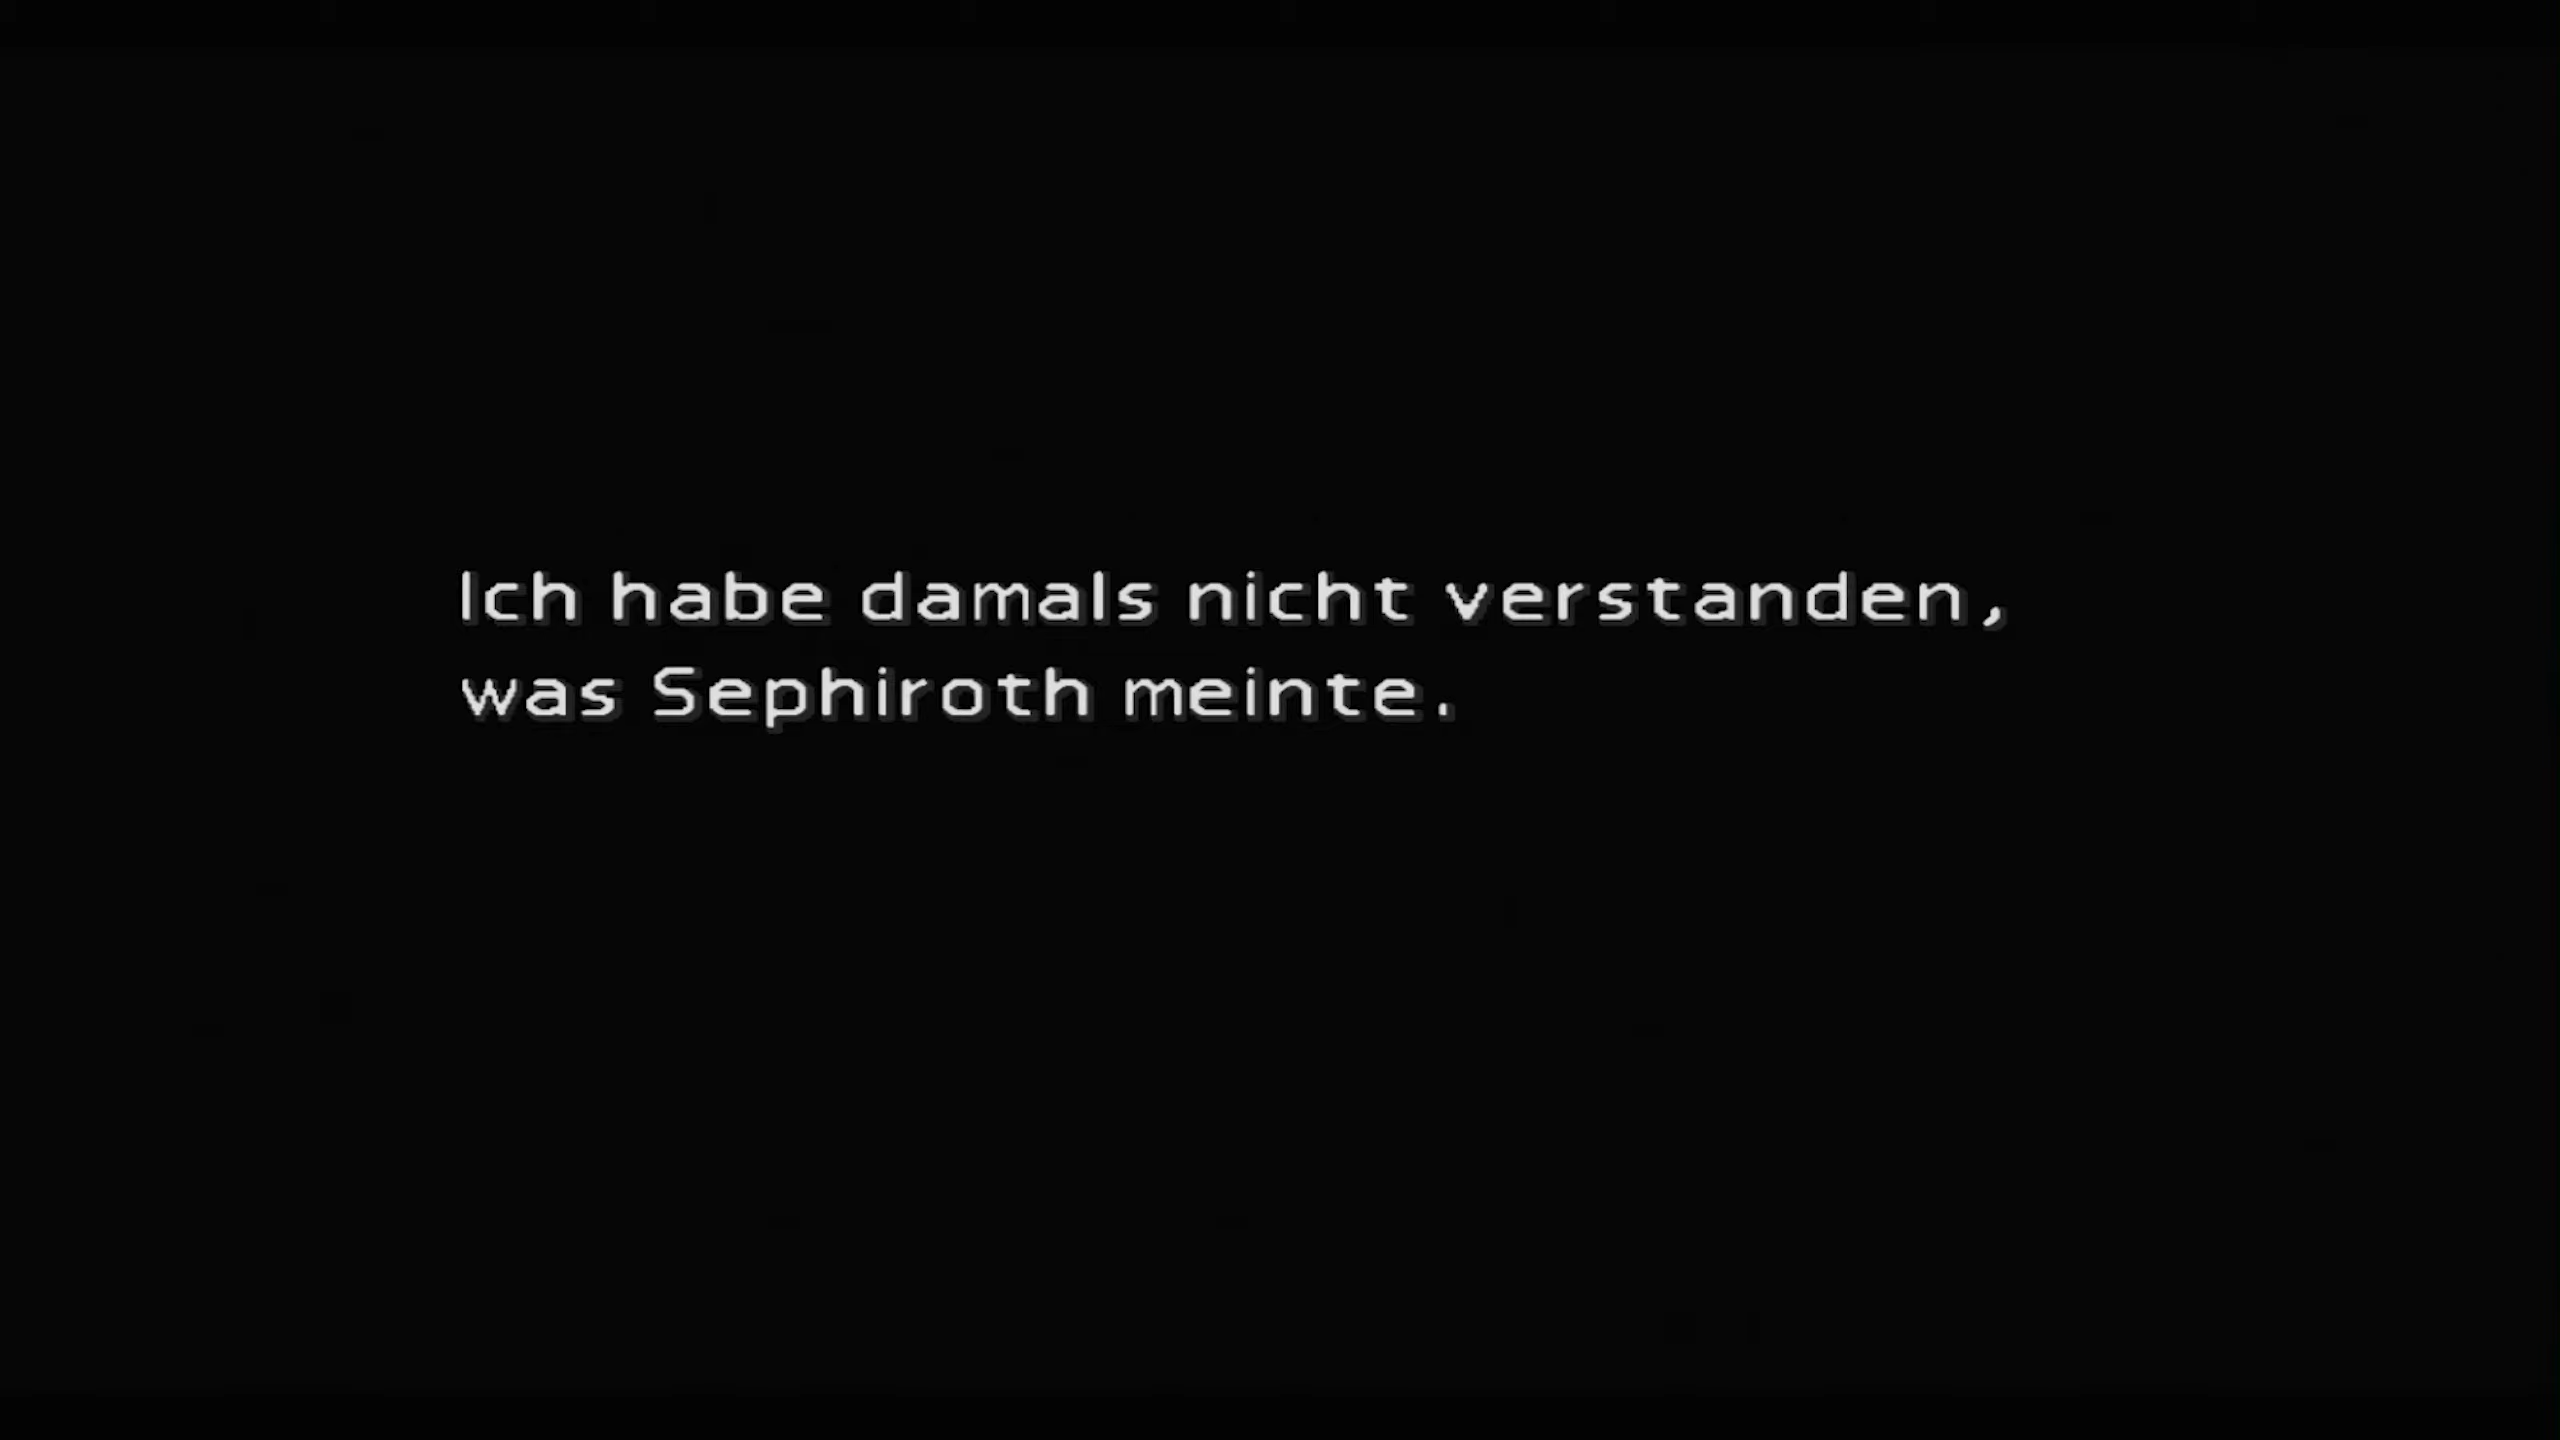 Ich habe damals nicht verstanden,
was Sephiroth meinte.